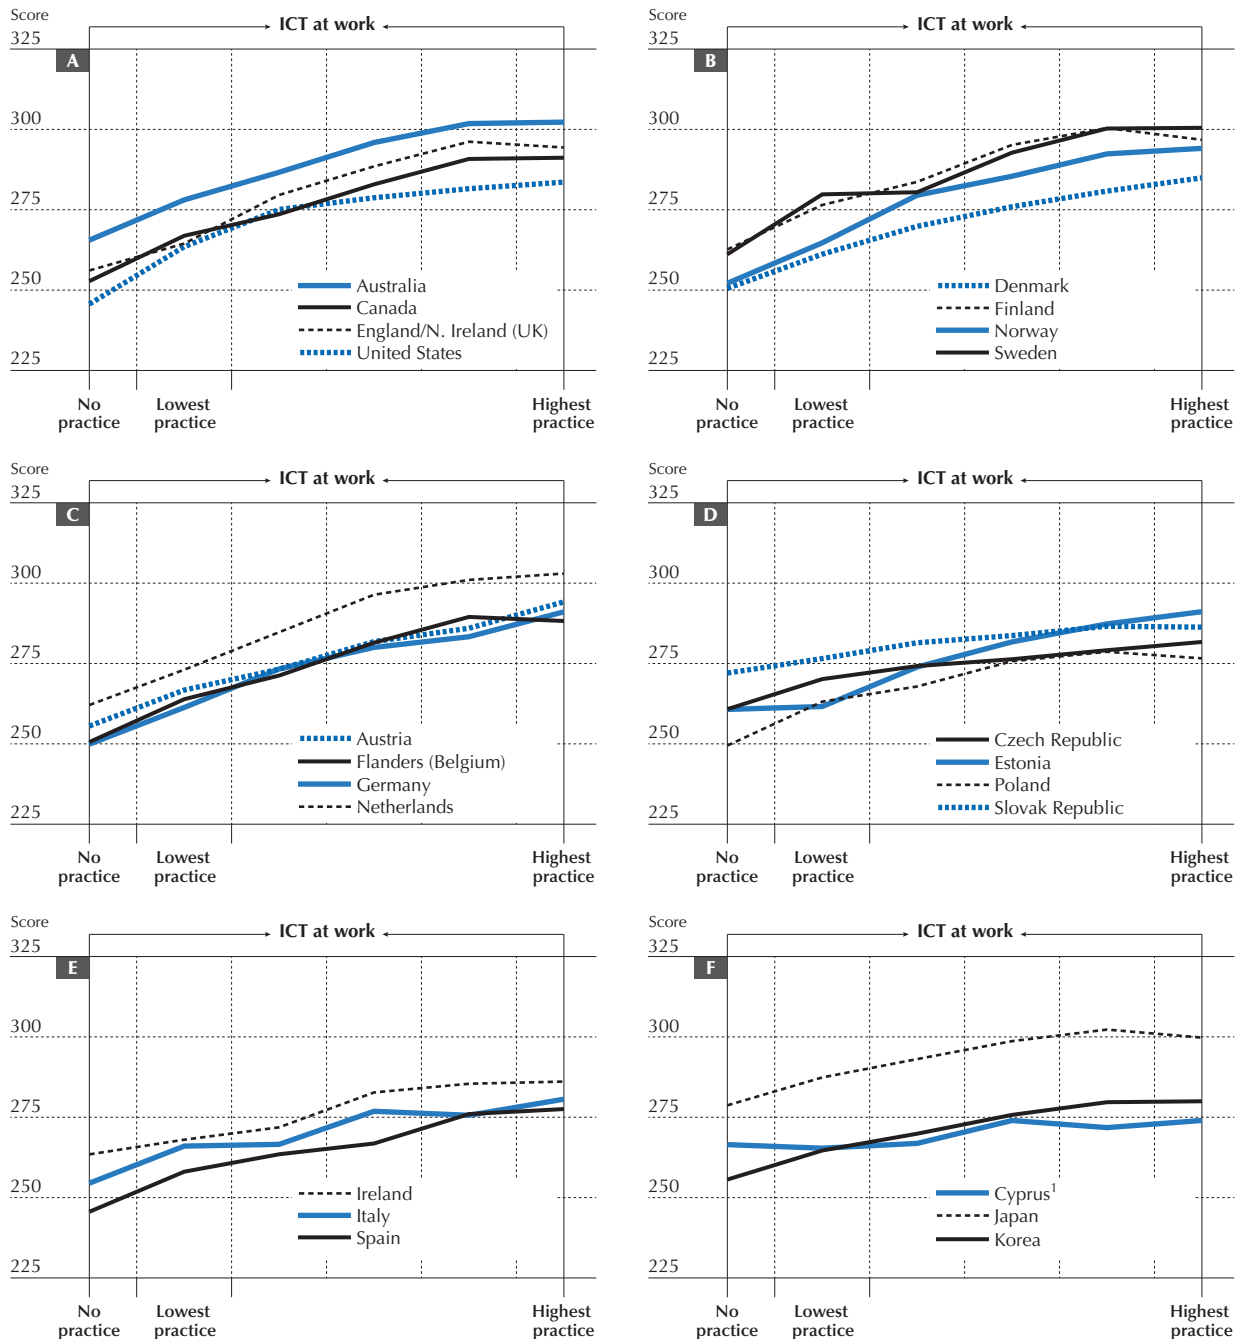 Score
ICT at work
325
A
300
275
250
225
Australia
Canada
England/N. Ireland (UK)
United States
No practice
Lowest practice
Highest practice
Score
ICT at work
325
B
300
275
250
225
Denmark
Finland
Norway
Sweden
No practice
Lowest practice
Highest practice
Score
ICT at work
325
C
300
275
250
225
Austria
Flanders (Belgium)
Germany
Netherlands
No practice
Lowest practice
Highest practice
Score
ICT at work
325
D
300
275
250
225
Czech Republic
Estonia
Poland
Slovak Republic
No practice
Lowest practice
Highest practice
Score
ICT at work
325
E
300
275
250
225
Ireland
Italy
Spain
No practice
Lowest practice
Highest practice
Score
ICT at work
325
F
300
275
250
225
Cyprus¹
Japan
Korea
No practice
Lowest practice
Highest practice